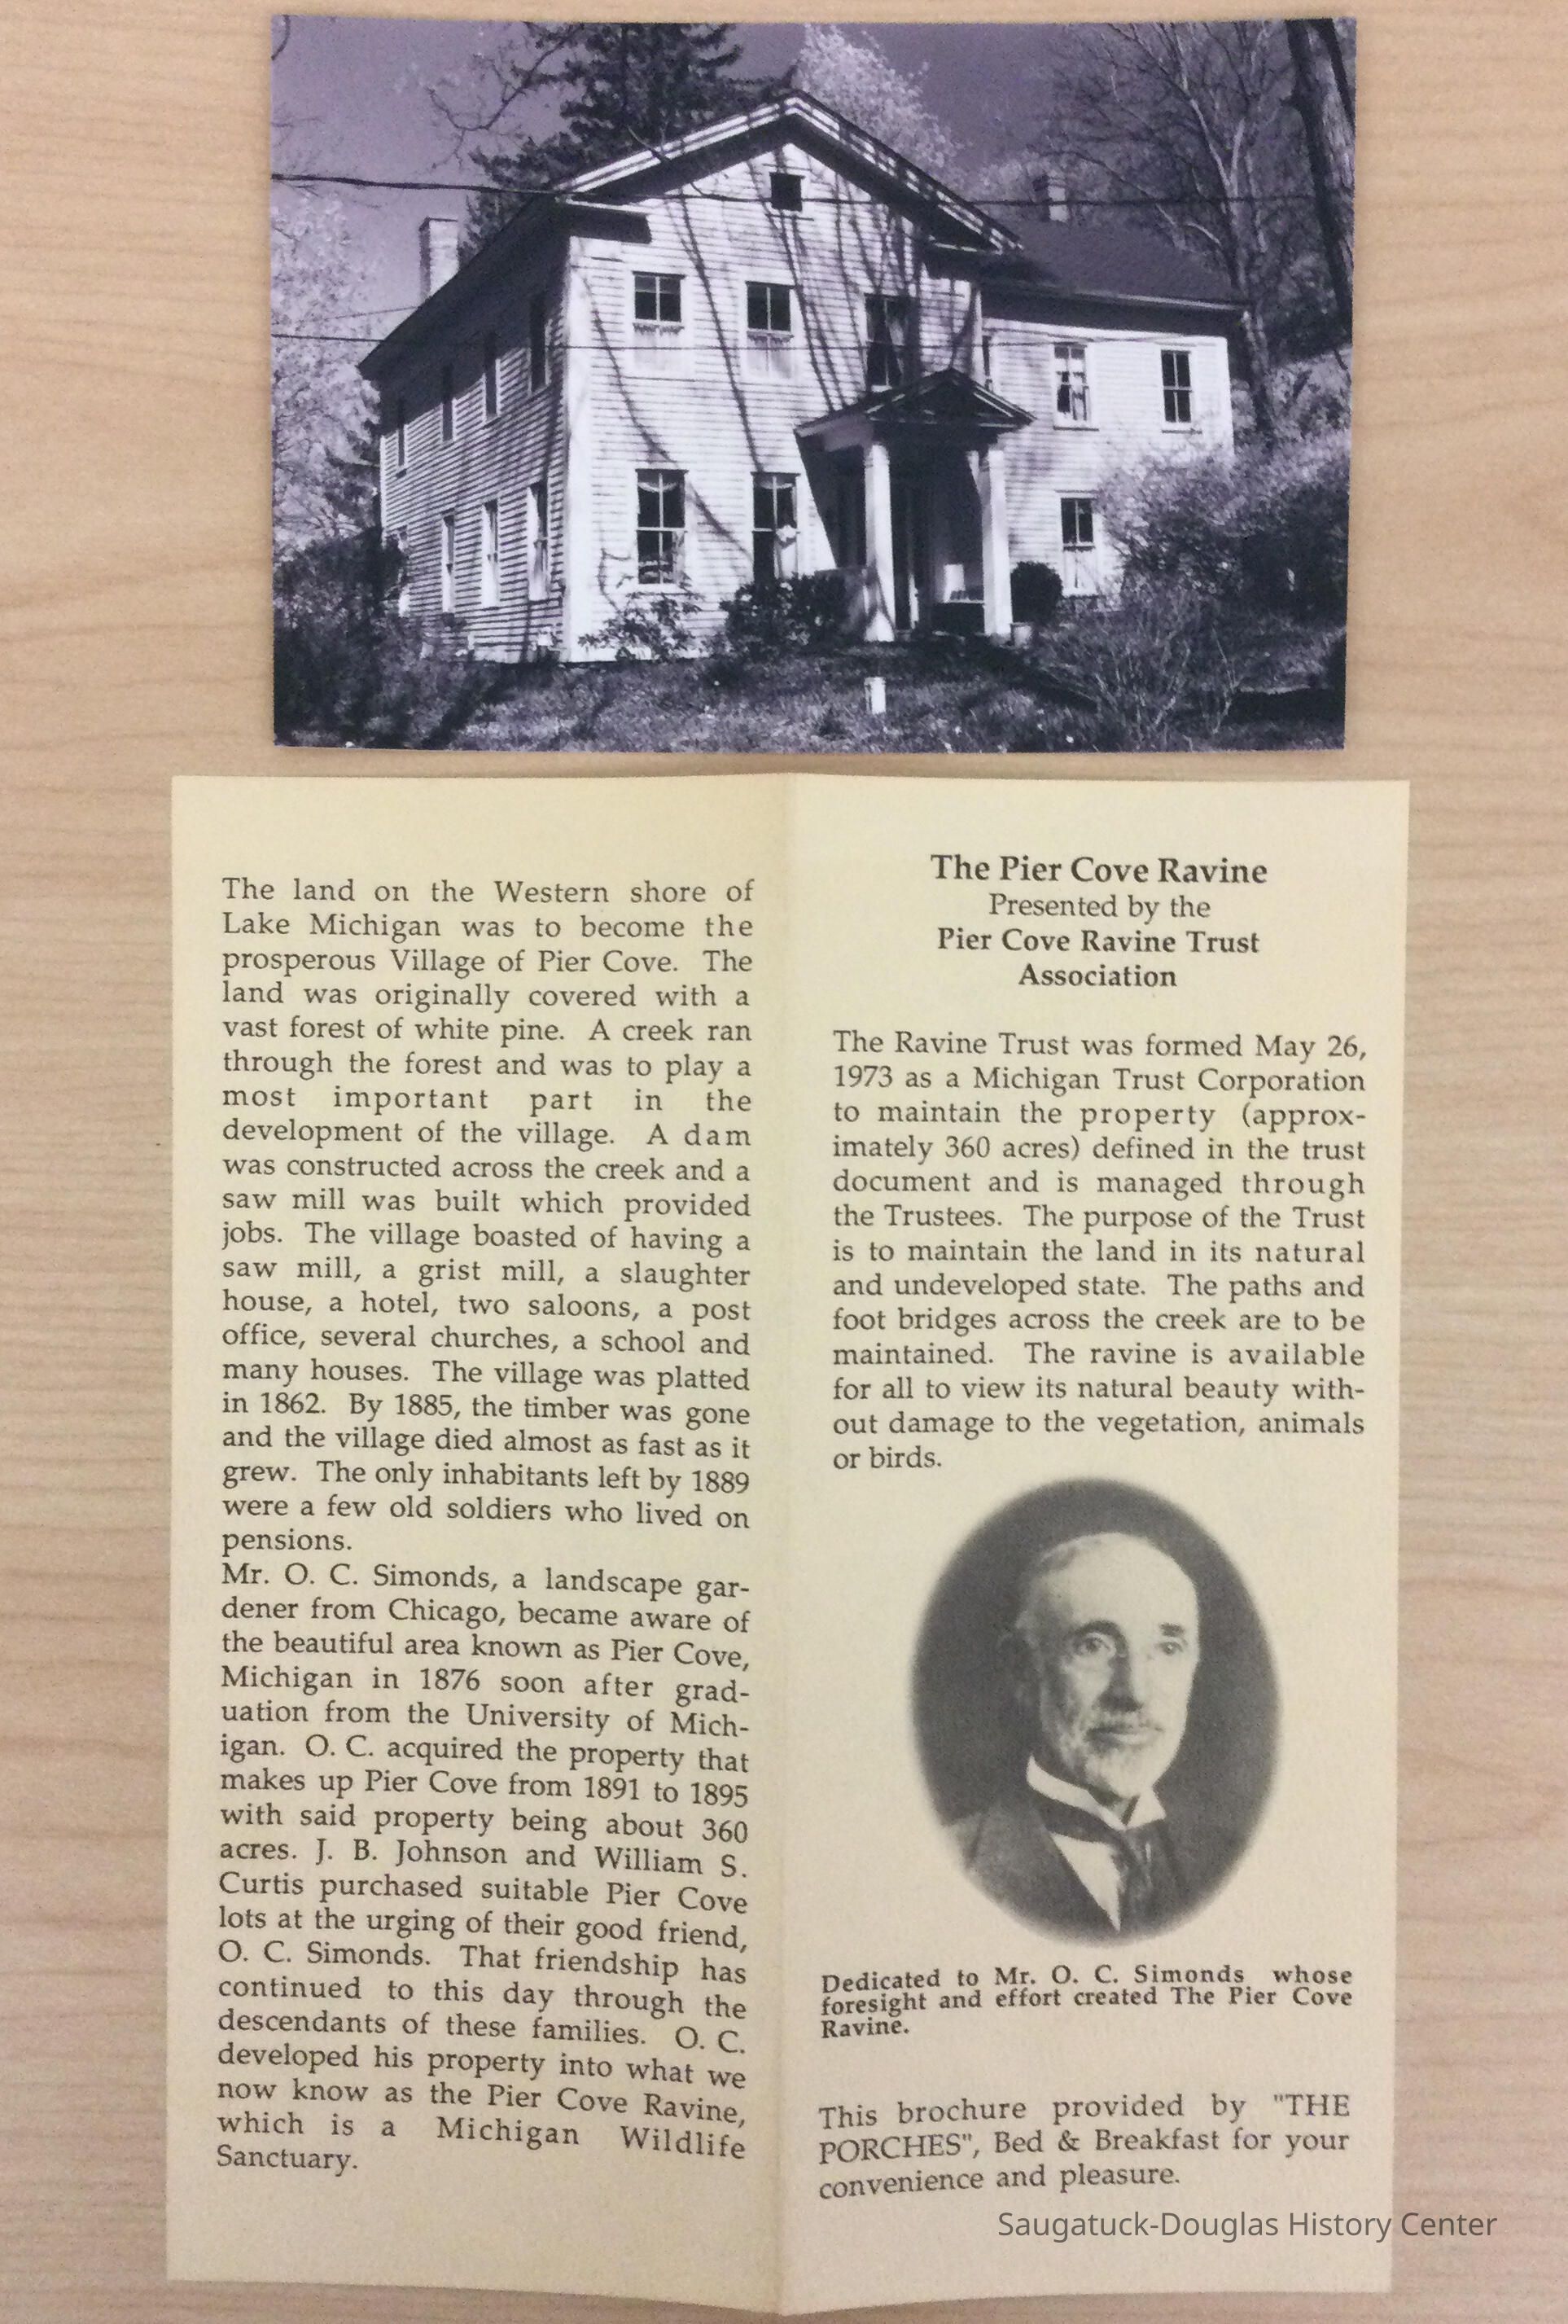 The land on the Western shore of
Lake Michigan was to become the
prosperous Village of Pier Cove. The
land was originally covered with a
vast forest of white pine. A creek ran
through the forest and was to play a
most important part in the
development of the village. A dam
was constructed across the creek and a
saw mill was built which provided
jobs. The village boasted of having a
saw mill, a grist mill, a slaughter
house, a hotel, two saloons, a post
office, several churches, a school and
many houses. The village was platted
in 1862. By 1885, the timber was gone
and the village died almost as fast as it
grew. The only inhabitants left by 1889
were a few old soldiers who lived on
pensions.
Mr. O. C. Simonds, a landscape gar-
dener from Chicago, became aware of
the beautiful area known as Pier Cove,
Michigan in 1876 soon after grad-
uation from the University of Mich-
igan. O. C. acquired the property that
makes up Pier Cove from 1891 to 1895
with said property being about 360
acres. J. B. Johnson and William S.
Curtis purchased suitable Pier Cove
lots at the urging of their good friend,
O. C. Simonds. That friendship has
continued to this day through the
descendants of these families. O. C.
developed his property into what we
now know as the Pier Cove Ravine,
which is a Michigan Wildlife
Sanctuary.
The Pier Cove Ravine
Presented by the
Pier Cove Ravine Trust
Association
The Ravine Trust was formed May 26,
1973 as a Michigan Trust Corporation
to maintain the property (approx-
imately 360 acres) defined in the trust
document and is managed through
the Trustees. The purpose of the Trust
is to maintain the land in its natural
and undeveloped state. The paths and
foot bridges across the creek are to be
maintained. The ravine is available
for all to view its natural beauty with-
out damage to the vegetation, animals
or birds.
Dedicated to Mr. O. C. Simonds whose
foresight and effort created The Pier Cove
Ravine.
This brochure provided by "THE
PORCHES", Bed & Breakfast for your
convenience and pleasure.
Saugatuck-Douglas History Center